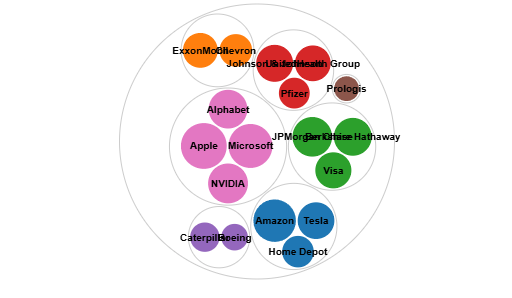 ExxonMobil
Chevron
Johnson & Johnson
UnitedHealth Group
Pfizer
Prologis
Alphabet
Apple
Microsoft
NVIDIA
JPMorgan Chase
Berkshire Hathaway
Visa
Caterpillar
Boeing
Amazon
Tesla
Home Depot